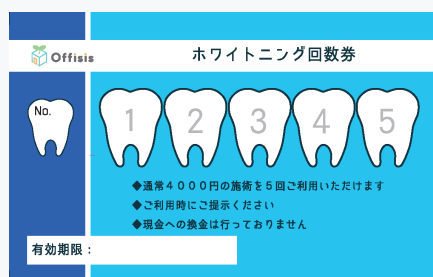 Offisis
ホワイトニング回数券
No.
1 2 3 4 5
◆通常４０００円の施術を５回ご利用いただけます
◆ご利用時にご提示ください
◆現金への換金は行っておりません
有効期限：